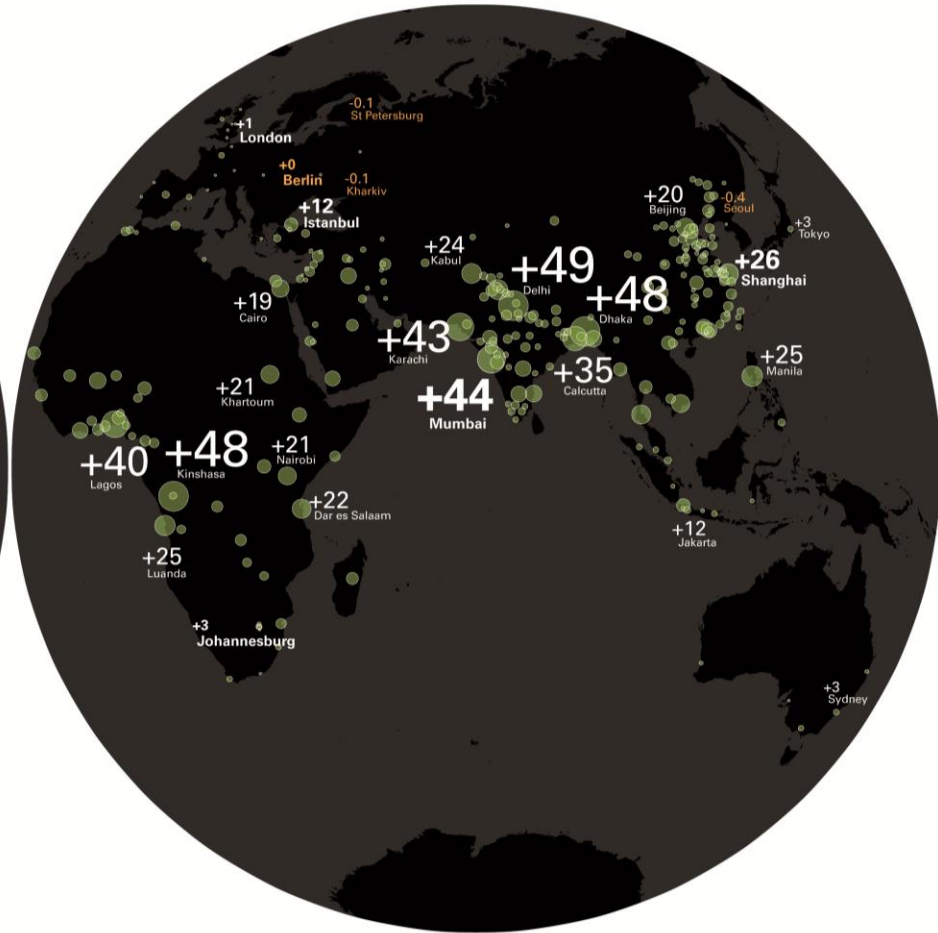 -0.1
St Petersburg
+1
London
+0
Berlin
-0.1
Kharkiv
+12
Istanbul
+20
Beijing
-0.4
Seoul
+3
Tokyo
+24
Kabul
+49
Delhi
+26
Shanghai
+48
Dhaka
+19
Cairo
+43
Karachi
+25
Manila
+35
Calcutta
+21
Khartoum
+44
Mumbai
+40
Lagos
+48
Kinshasa
+21
Nairobi
+22
Dar es Salaam
+12
Jakarta
+25
Luanda
+3
Johannesburg
+3
Sydney